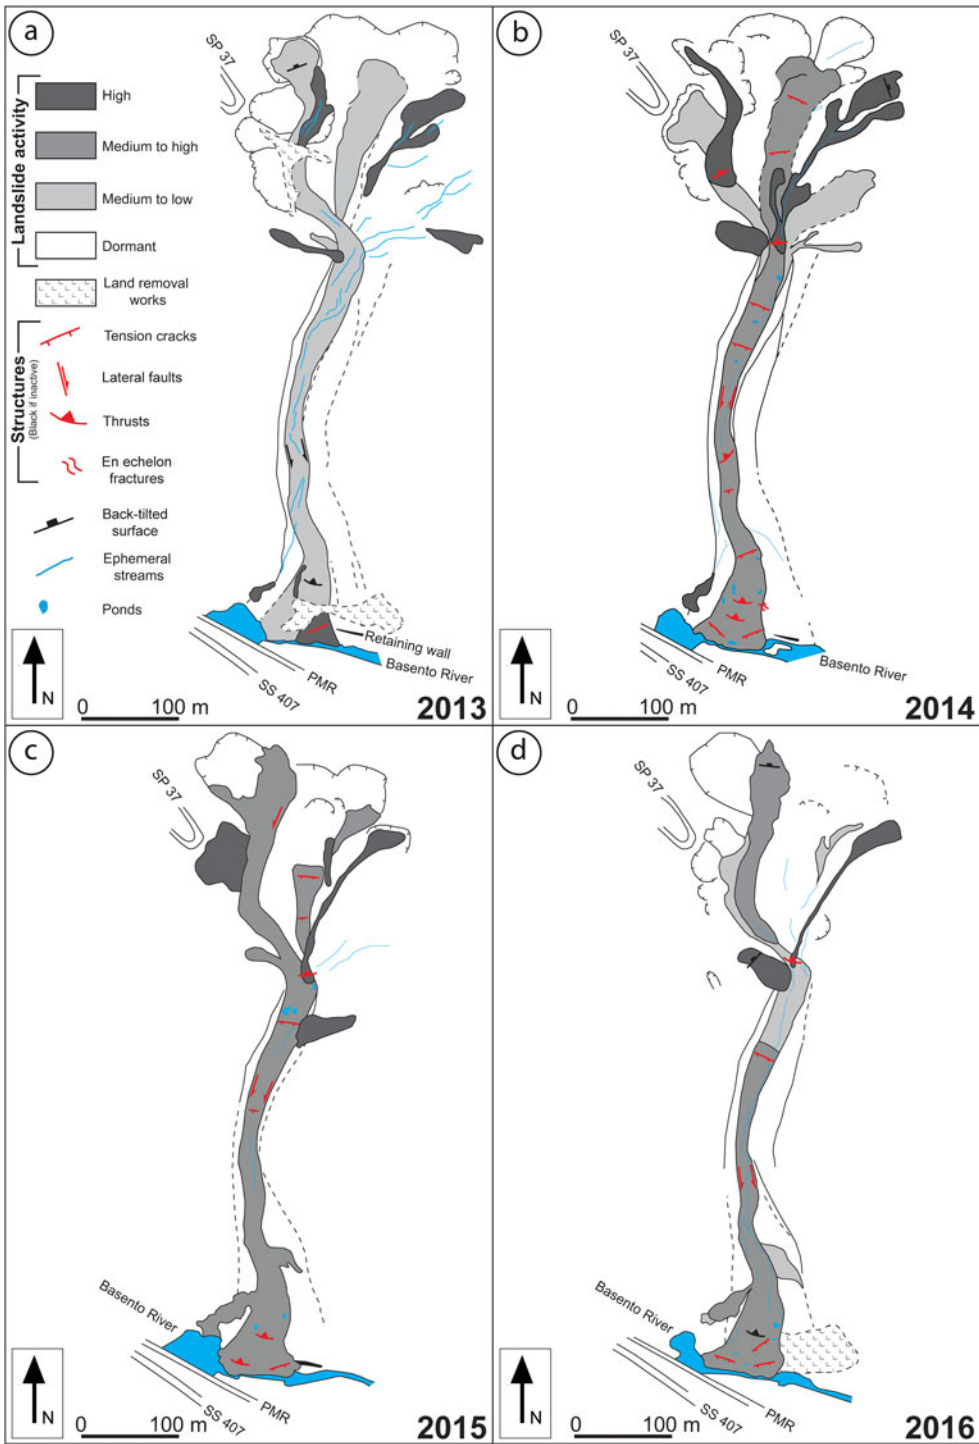 a
SP 37
Landslide activity
High
Medium to high
Medium to low
Dormant
Land removal
works
Structures
(Black if inactive)
Tension cracks
Lateral faults
Thrusts
En echelon
fractures
Back-tilted
surface
Ephemeral
streams
Ponds
Retaining wall
Basento River
PMR
SS 407
N
0 100 m
2013
b
SP 37
Basento River
PMR
SS 407
N
0 100 m
2014
c
SP 37
Basento River
PMR
SS 407
N
0 100 m
2015
d
SP 37
Basento River
PMR
SS 407
N
0 100 m
2016